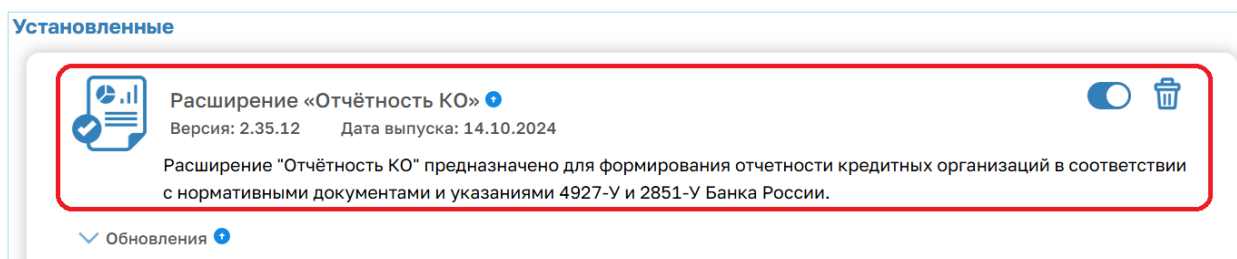 Установленные
Расширение «Отчётность КО»
Версия: 2.35.12 Дата выпуска: 14.10.2024
Расширение "Отчётность КО" предназначено для формирования отчетности кредитных организаций в соответствии
с нормативными документами и указаниями 4927-У и 2851-У Банка России.
Обновления